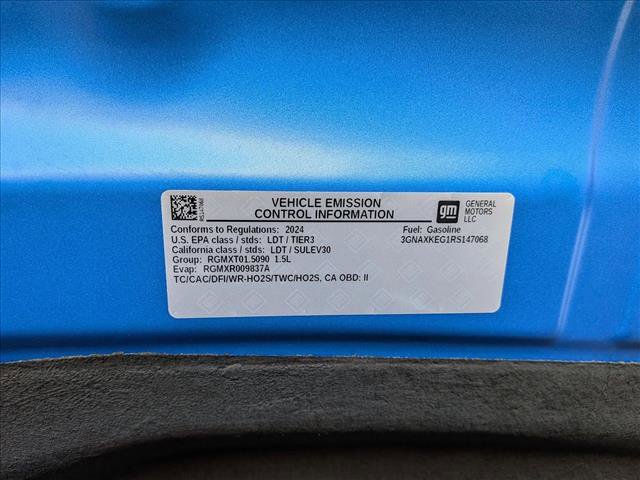 VEHICLE EMISSION
CONTROL INFORMATION
gm
GENERAL
MOTORS
LLC
RS147068
Conforms to Regulations: 2024
Fuel: Gasoline
U.S. EPA class / stds: LDT / TIER3
3GNAXKEG1RS147068
California class / stds: LDT / SULEV30
Group: RGMXT01.5090 1.5L
Evap: RGMXR009837A
TC/CAC/DFI/WR-HO2S/TWC/HO2S, CA OBD: II